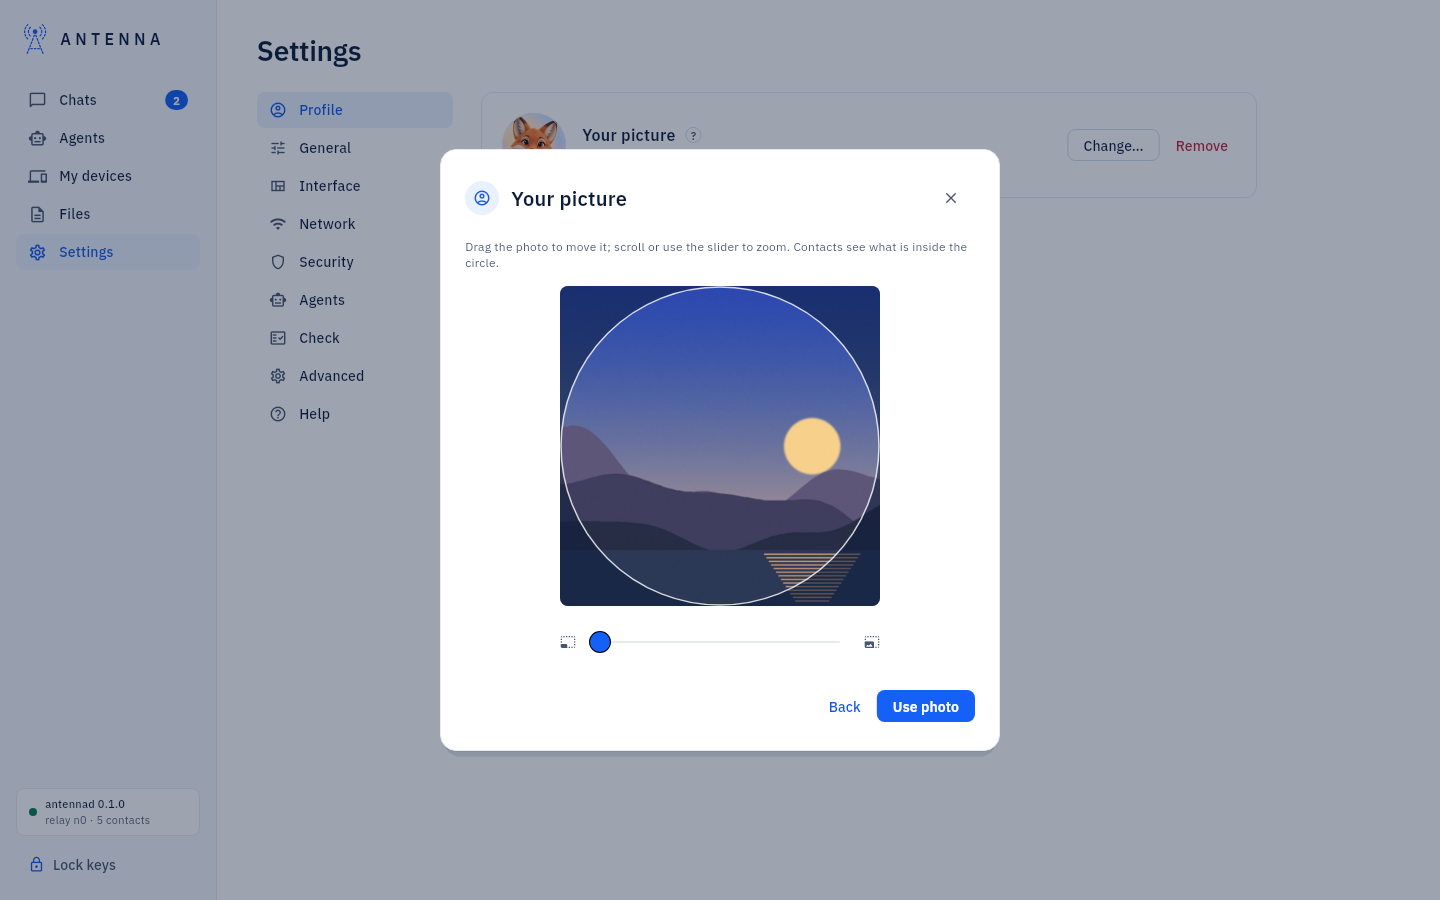 ANTENNA
Chats
2
Agents
My devices
Files
Settings
antennad 0.1.0
relay n0 · 5 contacts
Lock keys
Settings
Profile
General
Interface
Network
Security
Agents
Check
Advanced
Help
Your picture ?
Change...
Remove
Your picture
Drag the photo to move it; scroll or use the slider to zoom. Contacts see what is inside the
circle.
Back
Use photo